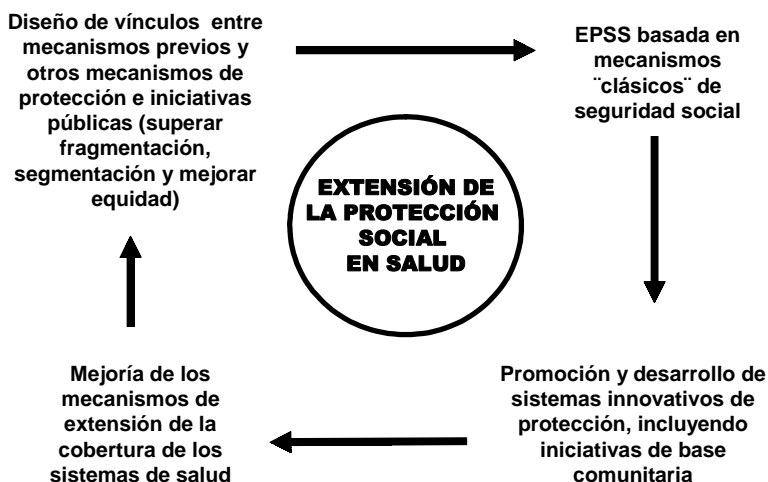 Diseño de vínculos entre
mecanismos previos y
otros mecanismos de
protección e iniciativas
públicas (superar
fragmentación,
segmentación y mejorar
equidad)
EPSS basada en
mecanismos
¨clásicos¨ de
seguridad social
EXTENSIÓN DE
LA PROTECCIÓN
SOCIAL
EN SALUD
Mejoría de los
mecanismos de
extensión de la
cobertura de los
sistemas de salud
Promoción y desarrollo de
sistemas innovativos de
protección, incluyendo
iniciativas de base
comunitaria